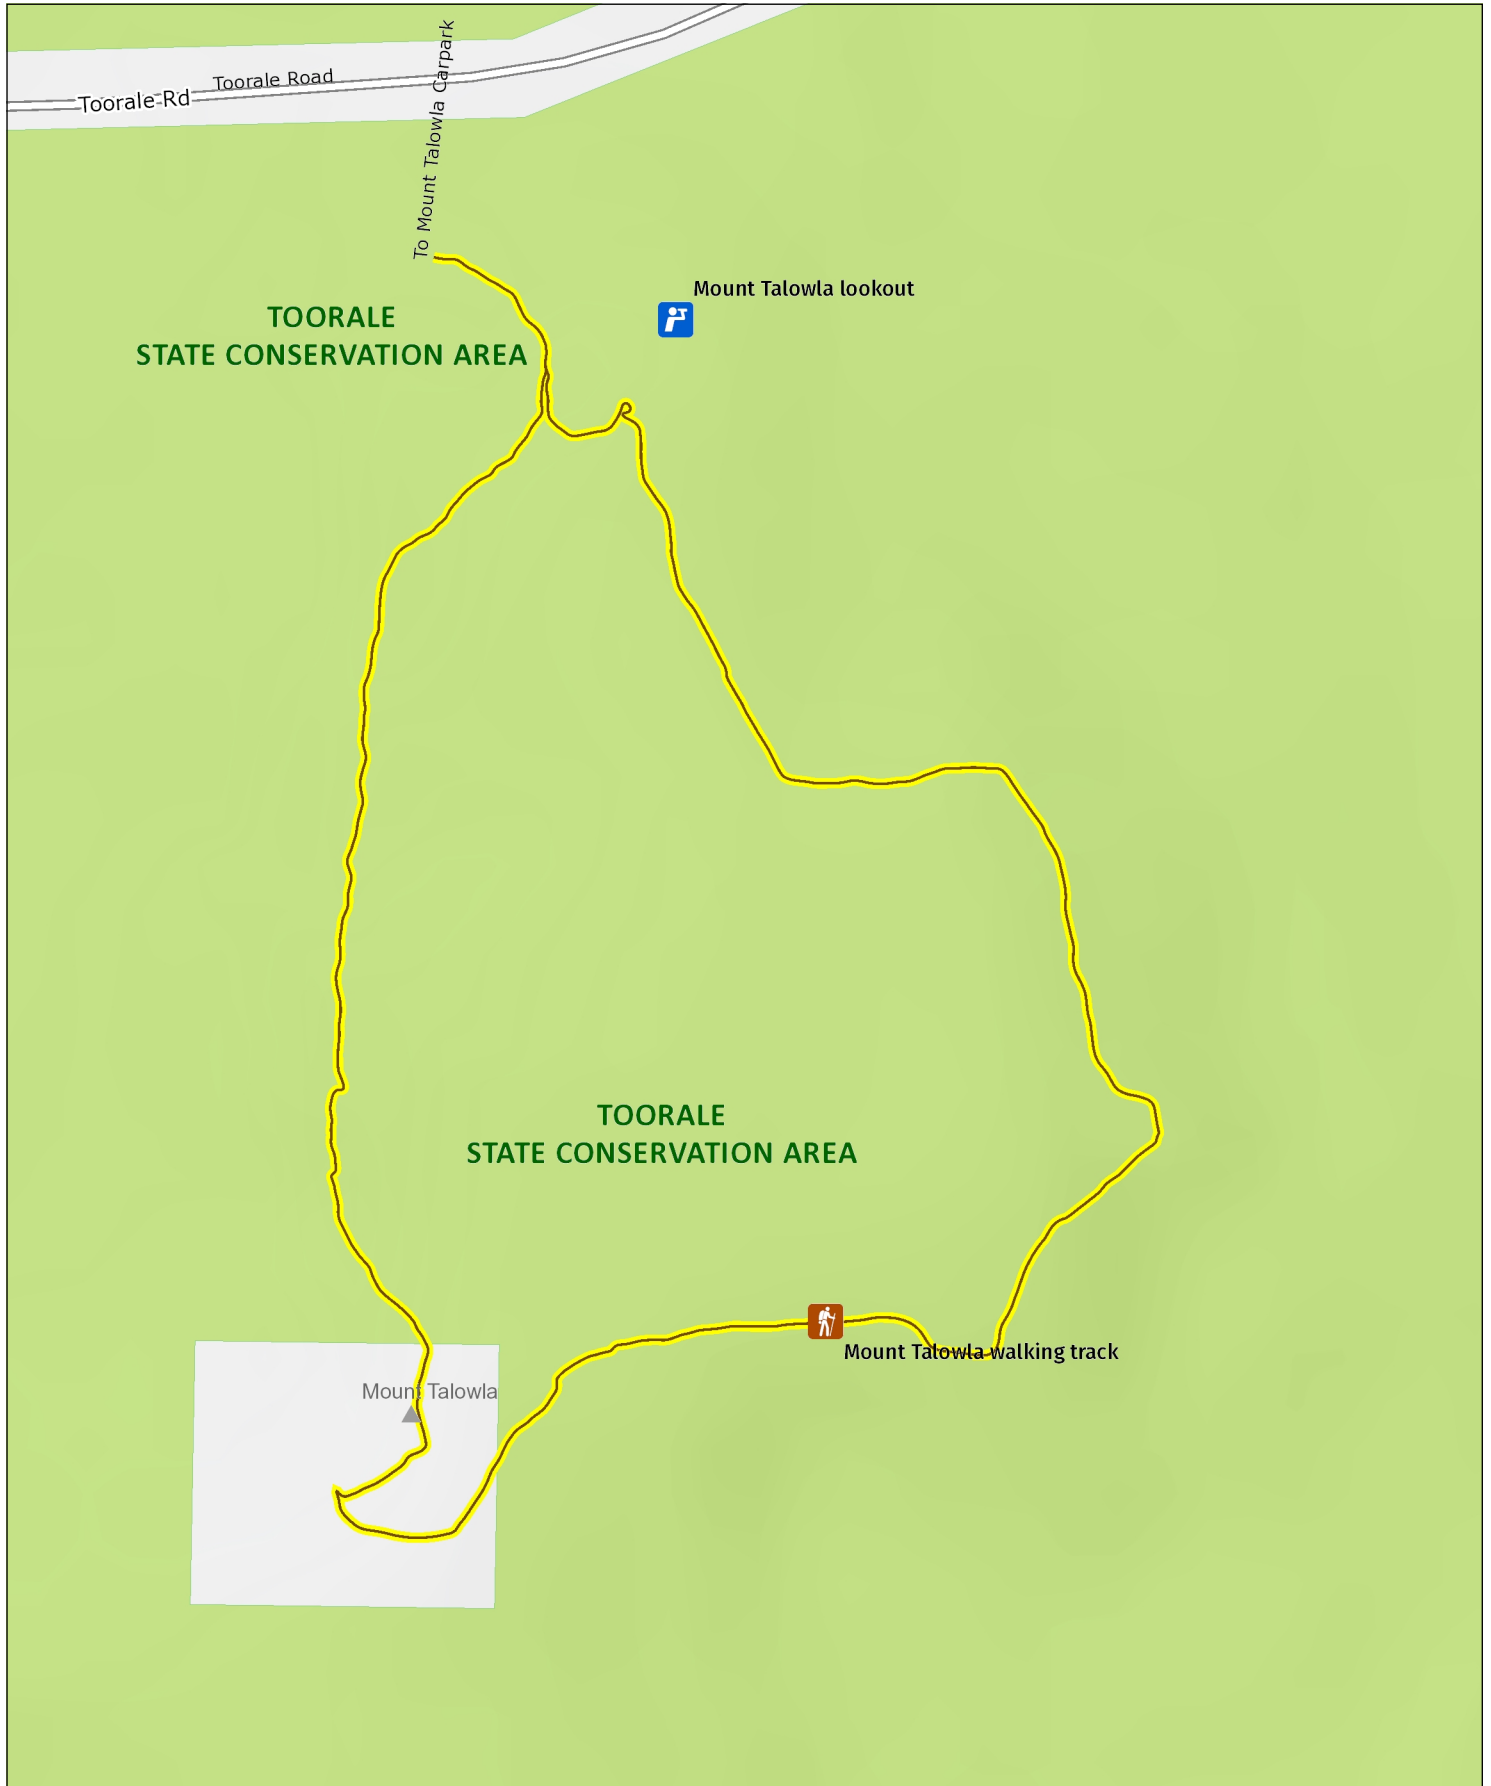 Toorale Road
Toorale Rd
To Mount Talowla Carpark
Mount Talowla lookout
TOORALE
STATE CONSERVATION AREA
TOORALE
STATE CONSERVATION AREA
Mount Talowla walking track
Mount Talowla